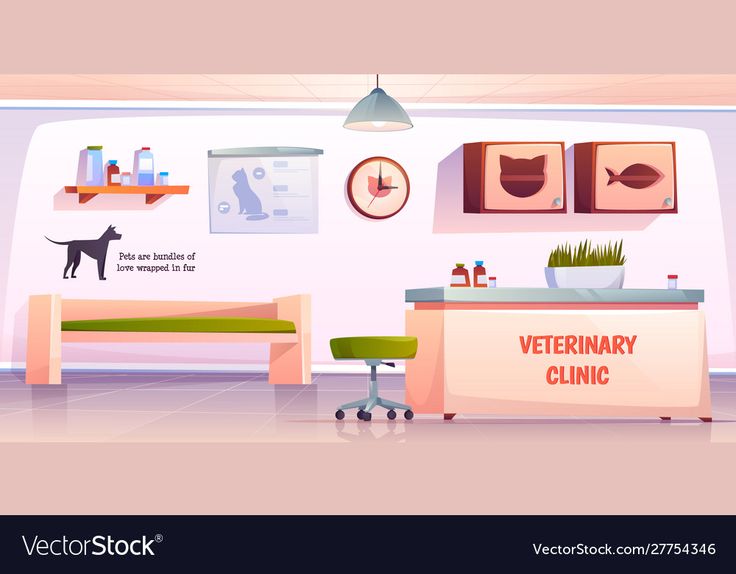 Pets are bundles of
love wrapped in fur
VETERINARY
CLINIC
VectorStock®
VectorStock.com/27754346